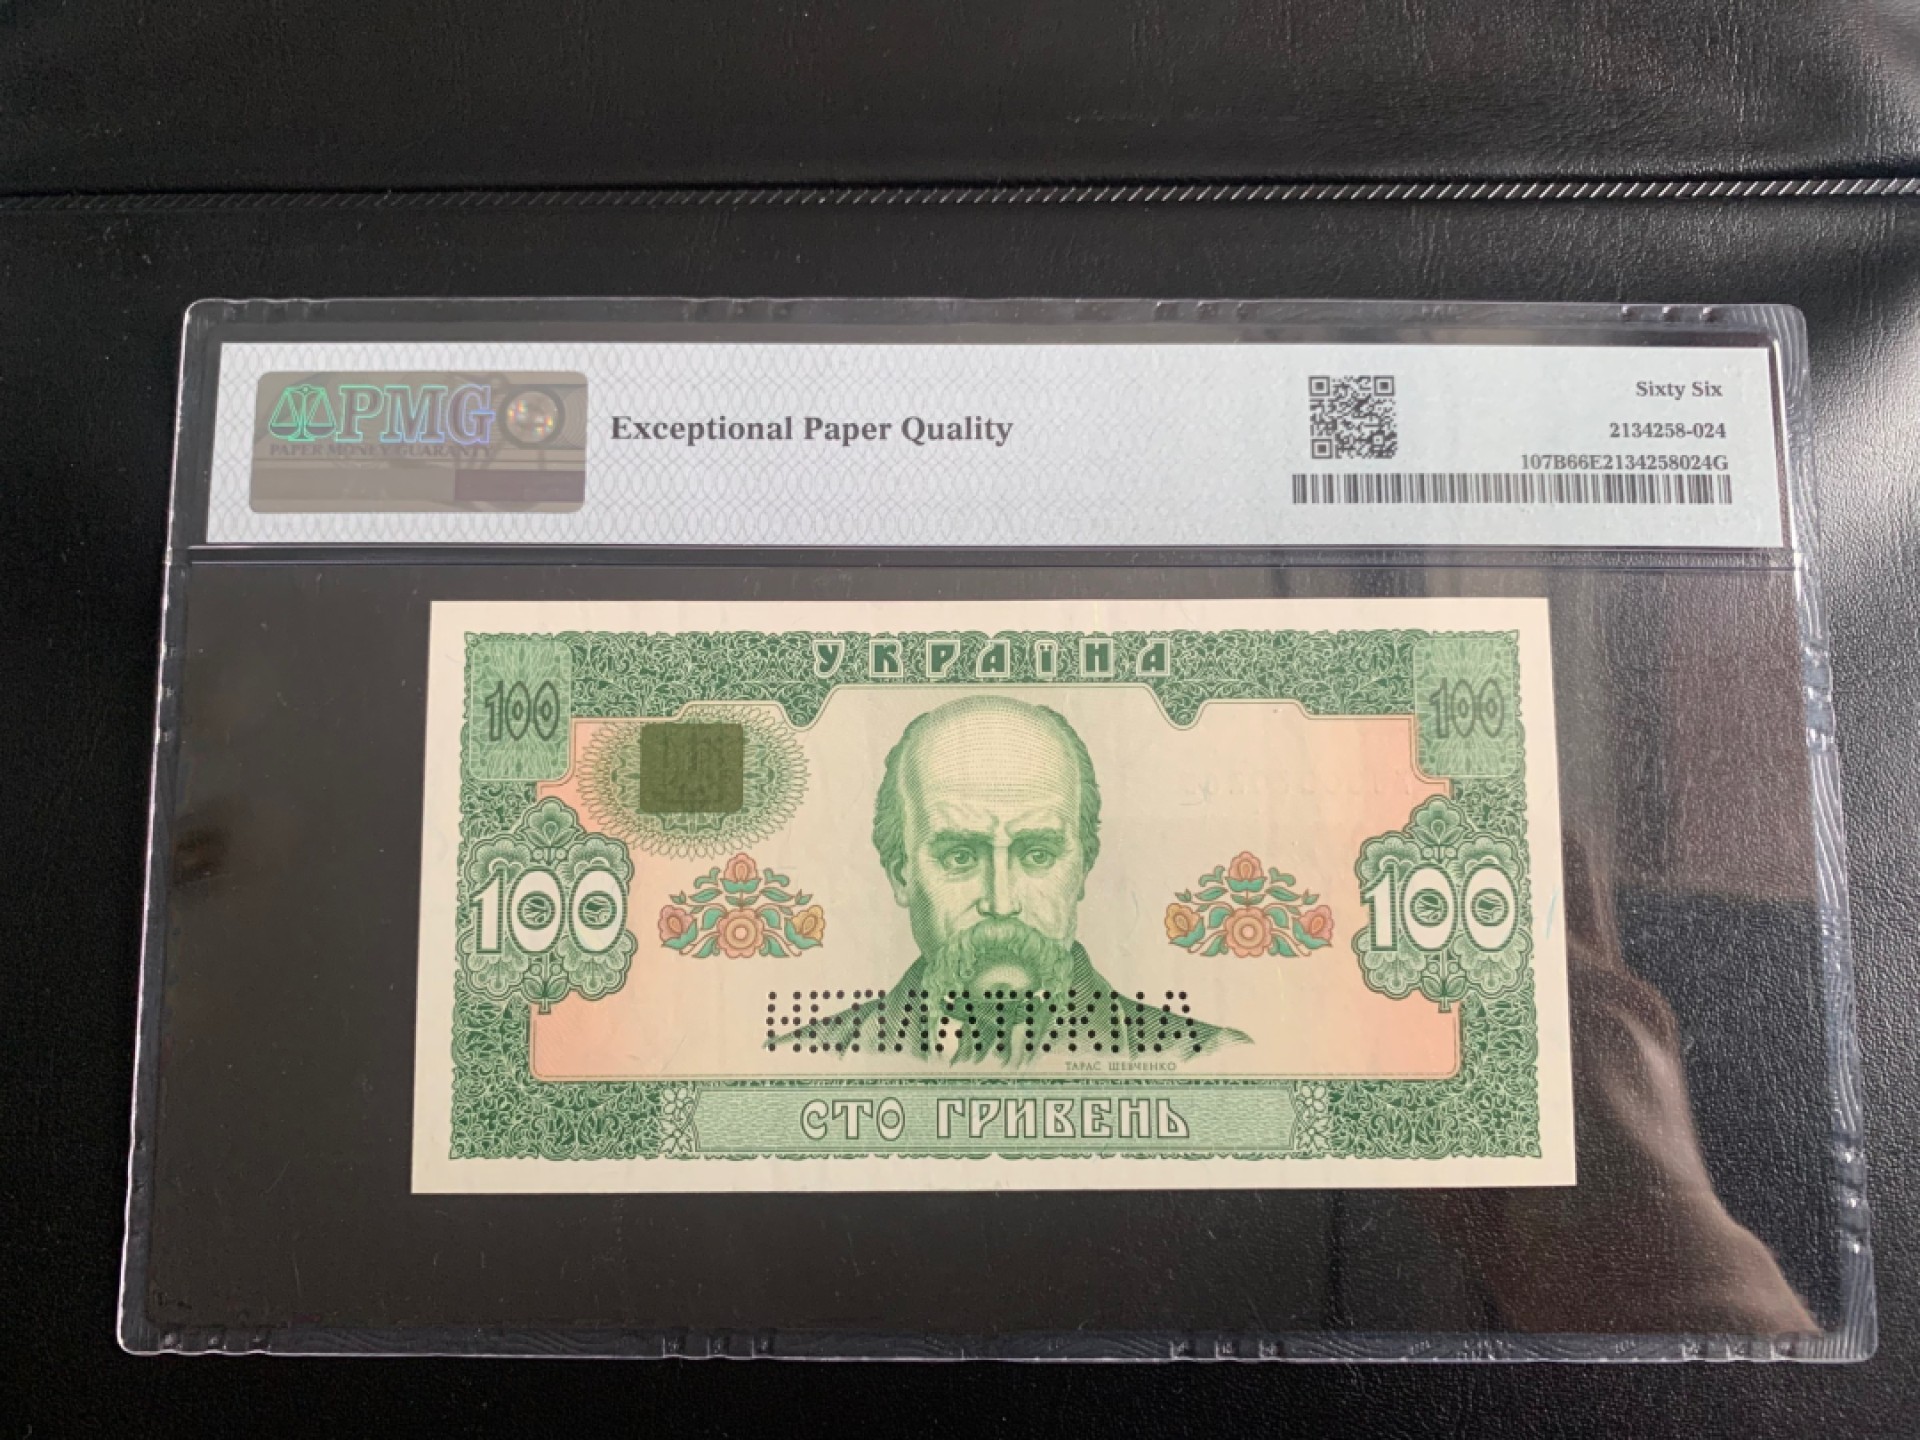 PMG
PAPER MONEY GUARANTY
Exceptional Paper Quality
Sixty Six
2134258-024
107B66E2134258024G
УКРАЇНА
100
100
100
100
НЕПЛАТІЖНА
ТАРАС ШЕВЧЕНКО
СТО ГРИВЕНЬ